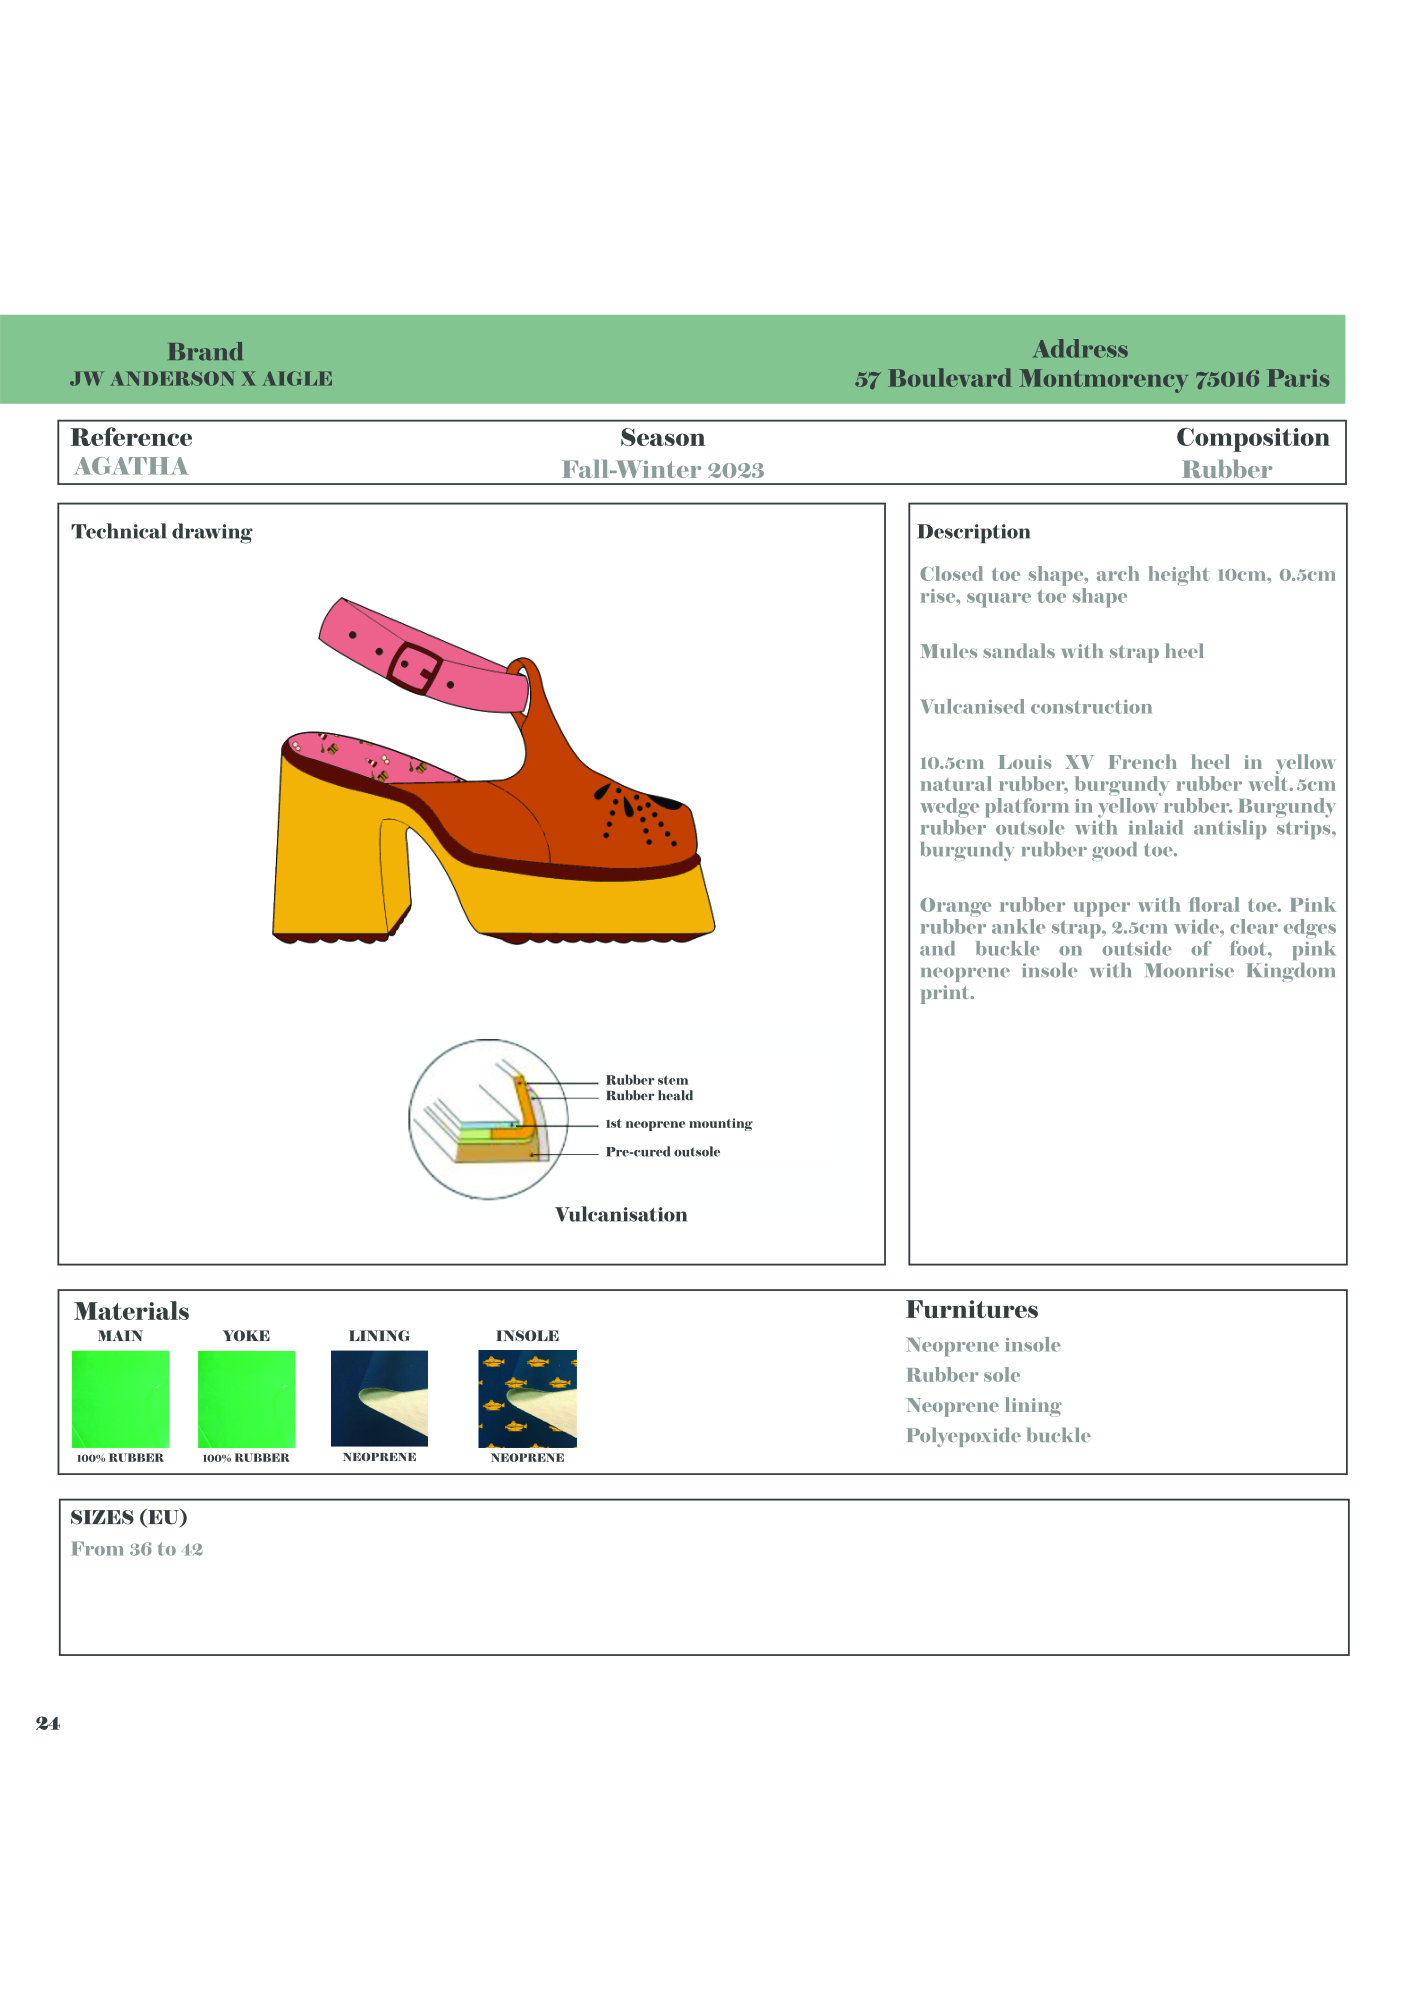 Brand
JW ANDERSON X AIGLE
Address
57 Boulevard Montmorency 75016 Paris
Reference
AGATHA
Season
Fall-Winter 2023
Composition
Rubber
Technical drawing
Rubber stem
Rubber heald
1st neoprene mounting
Pre-cured outsole
Vulcanisation
Description
Closed toe shape, arch height 10cm, 0.5cm
rise, square toe shape
Mules sandals with strap heel
Vulcanised construction
10.5cm Louis XV French heel in yellow
natural rubber, burgundy rubber welt. 5cm
wedge platform in yellow rubber. Burgundy
rubber outsole with inlaid antislip strips,
burgundy rubber good toe.
Orange rubber upper with floral toe. Pink
rubber ankle strap, 2.5cm wide, clear edges
and buckle on outside of foot, pink
neoprene insole with Moonrise Kingdom
print.
Materials
MAIN
YOKE
LINING
INSOLE
100% RUBBER
100% RUBBER
NEOPRENE
NEOPRENE
Furnitures
Neoprene insole
Rubber sole
Neoprene lining
Polyepoxide buckle
SIZES (EU)
From 36 to 42
24